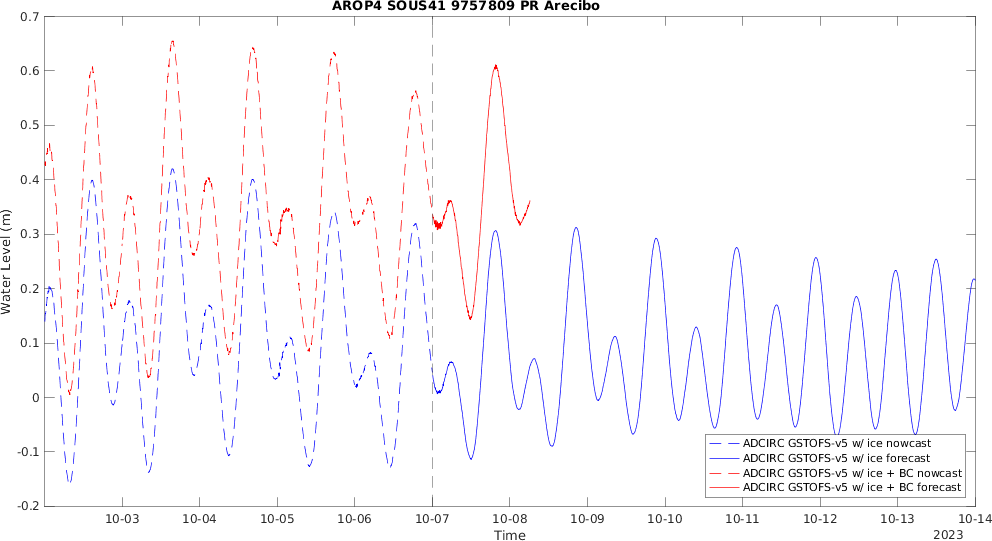 AROP4 SOUS41 9757809 PR Arecibo
0.7
0.6
0.5
0.4
0.3
0.2
0.1
0
-0.1
-0.2
Water Level (m)
ADCIRC GSTOFS-v5 w/ ice nowcast
ADCIRC GSTOFS-v5 w/ ice forecast
ADCIRC GSTOFS-v5 w/ ice + BC nowcast
ADCIRC GSTOFS-v5 w/ ice + BC forecast
10-03 10-04 10-05 10-06 10-07 10-08 10-09 10-10 10-11 10-12 10-13 10-14
Time
2023